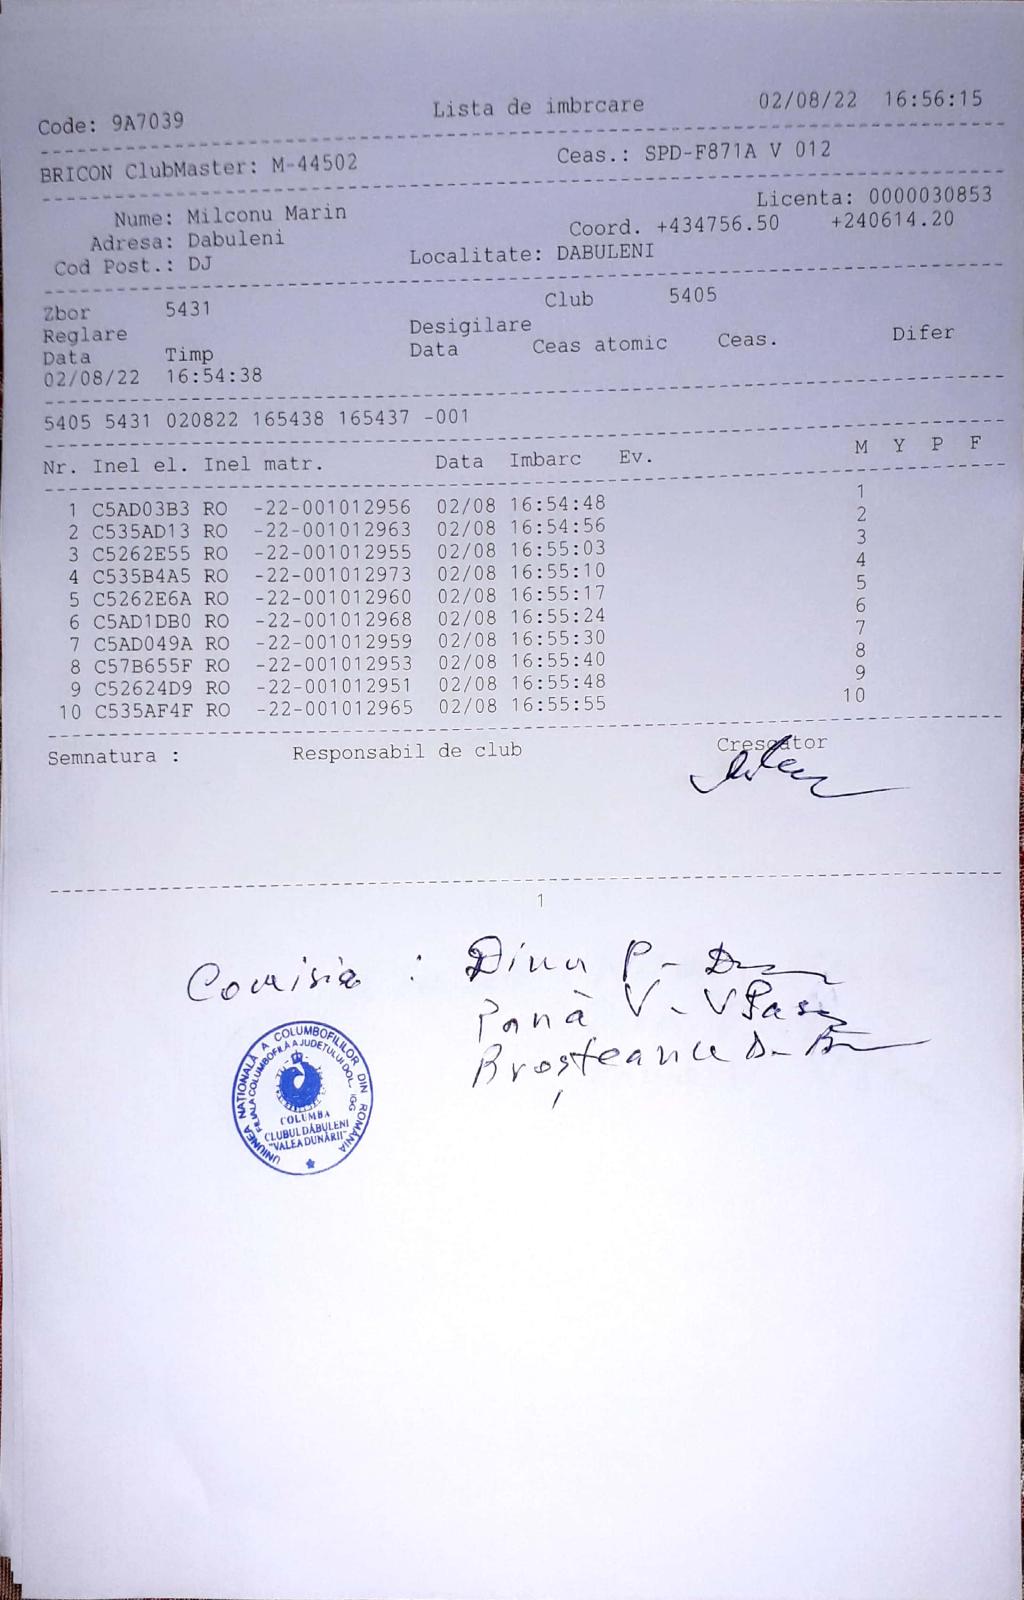 Code: 9A7039 Lista de imbrcare 02/08/22 16:56:15
BRICON ClubMaster: M-44502 Ceas.: SPD-F871A V 012
Licenta: 0000030853
Nume: Milconu Marin
Coord. +434756.50 +240614.20
Adresa: Dabuleni
Cod Post.: DJ Localitate: DABULENI
Zbor 5431 Club 5405
Reglare Desigilare
Data Timp Data Ceas atomic Ceas. Difer
02/08/22 16:54:38
5405 5431 020822 165438 165437 -001
Nr. Inel el. Inel matr. Data Imbarc Ev. M Y P F
1 C5AD03B3 RO -22-001012956 02/08 16:54:48 1
2 C535AD13 RO -22-001012963 02/08 16:54:56 2
3 C5262E55 RO -22-001012955 02/08 16:55:03 3
4 C535B4A5 RO -22-001012973 02/08 16:55:10 4
5 C5262E6A RO -22-001012960 02/08 16:55:17 5
6 C5AD1DB0 RO -22-001012968 02/08 16:55:24 6
7 C5AD049A RO -22-001012959 02/08 16:55:30 7
8 C57B655F RO -22-001012953 02/08 16:55:40 8
9 C52624D9 RO -22-001012951 02/08 16:55:48 9
10 C535AF4F RO -22-001012965 02/08 16:55:55 10
Semnatura : Responsabil de club Crescator
1
Comisia : Dinu P-
Pană V-
Broșteanu D-
UNIUNEA NATIONALĂ A COLUMBOFILILOR DIN ROMÂNIA
FILIALA COLUMBOFILĂ A JUDEȚULUI DOLJ
COLUMBA
CLUBUL DĂBULENI
"VALEA DUNĂRII"